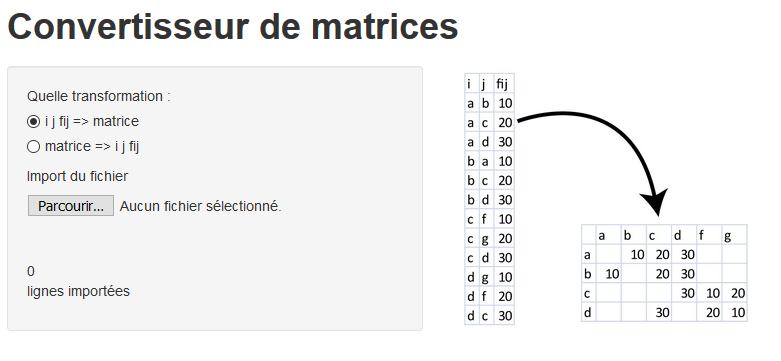 Convertisseur de matrices
Quelle transformation :
i j fij => matrice
matrice => i j fij
Import du fichier
Parcourir... Aucun fichier sélectionné.
0
lignes importées
i j fij
a b 10
a c 20
a d 30
b a 10
b c 20
b d 30
c f 10
c g 20
c d 30
d g 10
d f 20
d c 30
a b c d f g
a 10 20 30
b 10 20 30
c 30 10 20
d 30 20 10